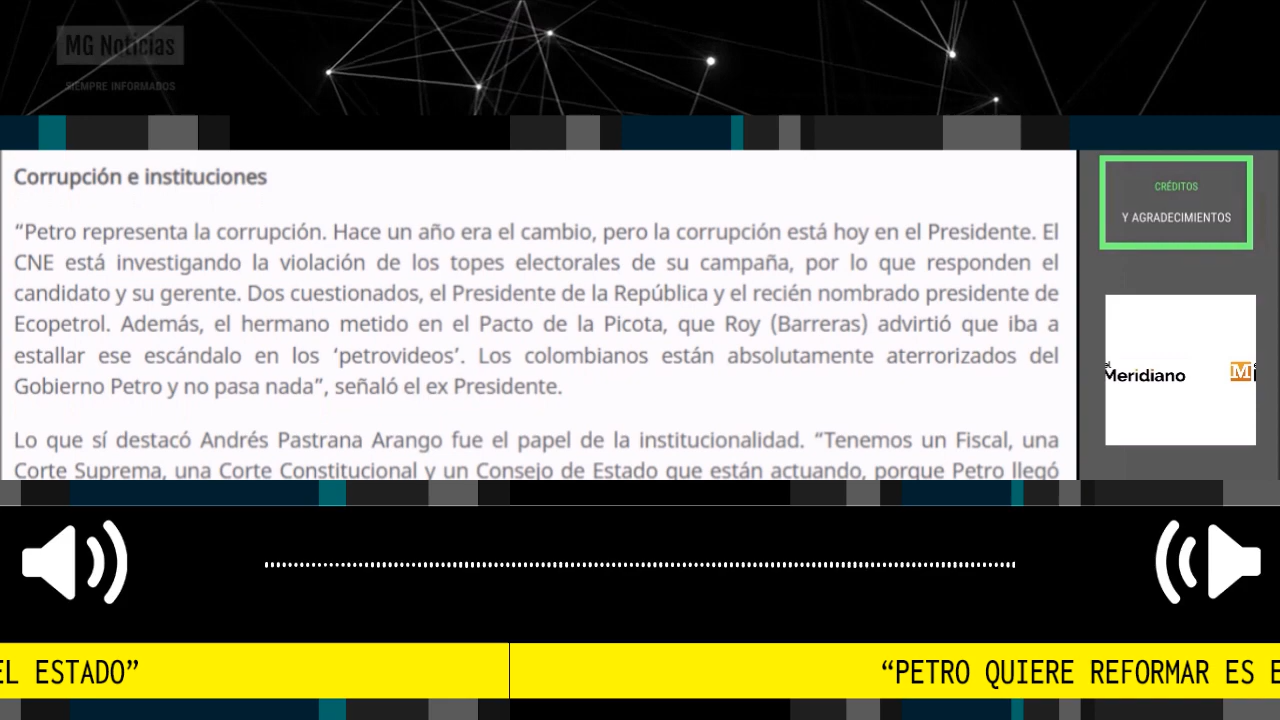 MG Noticias
SIEMPRE INFORMADOS
Corrupción e instituciones
“Petro representa la corrupción. Hace un año era el cambio, pero la corrupción está hoy en el Presidente. El
CNE está investigando la violación de los topes electorales de su campaña, por lo que responden el
candidato y su gerente. Dos cuestionados, el Presidente de la República y el recién nombrado presidente de
Ecopetrol. Además, el hermano metido en el Pacto de la Picota, que Roy (Barreras) advirtió que iba a
estallar ese escándalo en los ‘petrovideos’. Los colombianos están absolutamente aterrorizados del
Gobierno Petro y no pasa nada”, señaló el ex Presidente.
Lo que sí destacó Andrés Pastrana Arango fue el papel de la institucionalidad. “Tenemos un Fiscal, una
Corte Suprema, una Corte Constitucional y un Consejo de Estado que están actuando, porque Petro llegó
CRÉDITOS
Y AGRADECIMIENTOS
el
Meridiano
M
EL ESTADO”
“PETRO QUIERE REFORMAR ES E